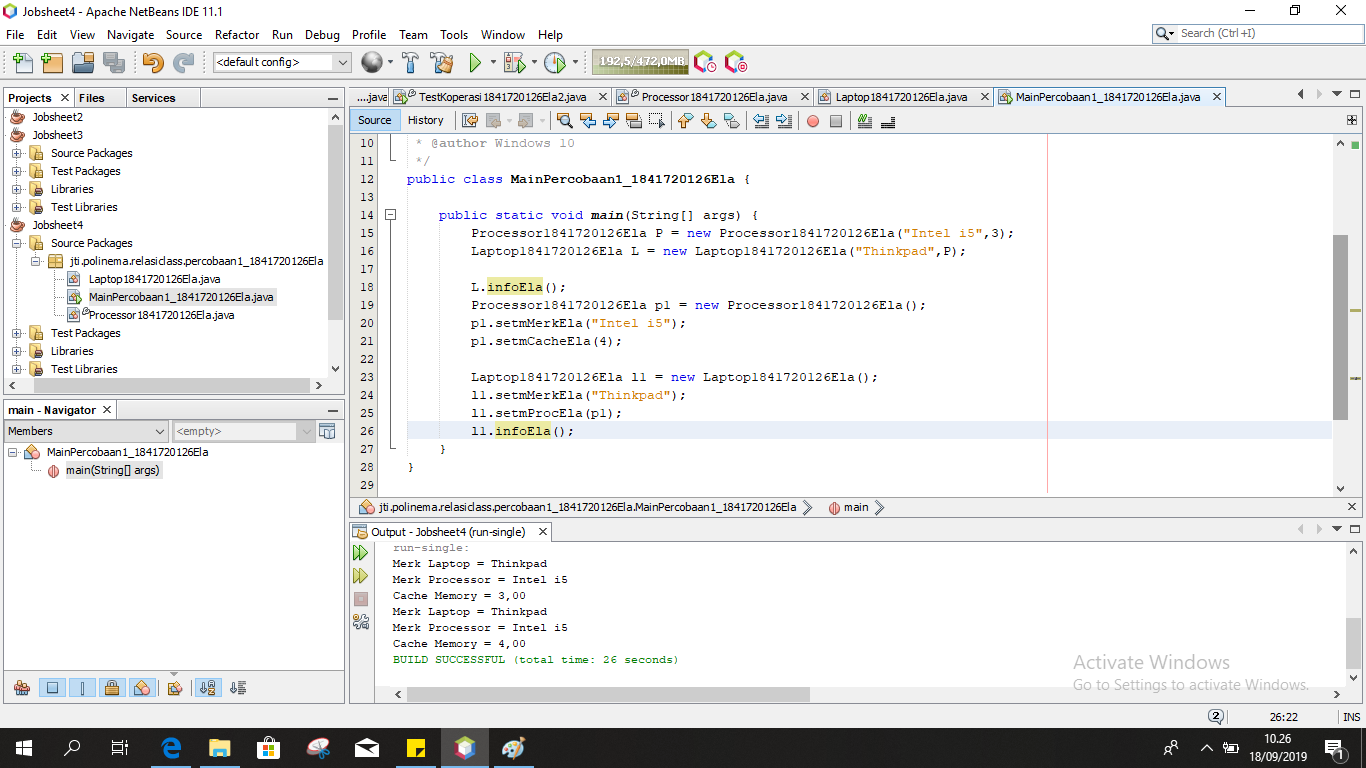 Jobsheet4 - Apache NetBeans IDE 11.1
File Edit View Navigate Source Refactor Run Debug Profile Team Tools Window Help
Search (Ctrl+I)
<default config>
192,5/472,0MB
Projects Files Services
....java TestKoperasi1841720126Ela2.java Processor1841720126Ela.java Laptop1841720126Ela.java MainPercobaan1_1841720126Ela.java
Source History
Jobsheet2
Jobsheet3
Source Packages
Test Packages
Libraries
Test Libraries
Jobsheet4
Source Packages
jti.polinema.relasiclass.percobaan1_1841720126Ela
Laptop1841720126Ela.java
MainPercobaan1_1841720126Ela.java
Processor1841720126Ela.java
Test Packages
Libraries
Test Libraries
10 * @author Windows 10
11 */
12 public class MainPercobaan1_1841720126Ela {
13
14 public static void main(String[] args) {
15 Processor1841720126Ela P = new Processor1841720126Ela("Intel i5",3);
16 Laptop1841720126Ela L = new Laptop1841720126Ela("Thinkpad",P);
17
18 L.infoEla();
19 Processor1841720126Ela p1 = new Processor1841720126Ela();
20 p1.setmMerkEla("Intel i5");
21 p1.setmCacheEla(4);
22
23 Laptop1841720126Ela l1 = new Laptop1841720126Ela();
24 l1.setmMerkEla("Thinkpad");
25 l1.setmProcEla(p1);
26 l1.infoEla();
27 }
28 }
29
main - Navigator
Members <empty>
MainPercobaan1_1841720126Ela
main(String[] args)
jti.polinema.relasiclass.percobaan1_1841720126Ela.MainPercobaan1_1841720126Ela main
Output - Jobsheet4 (run-single)
run-single:
Merk Laptop = Thinkpad
Merk Processor = Intel i5
Cache Memory = 3,00
Merk Laptop = Thinkpad
Merk Processor = Intel i5
Cache Memory = 4,00
BUILD SUCCESSFUL (total time: 26 seconds)
Activate Windows
Go to Settings to activate Windows.
2 26:22 INS
10.26
18/09/2019
1